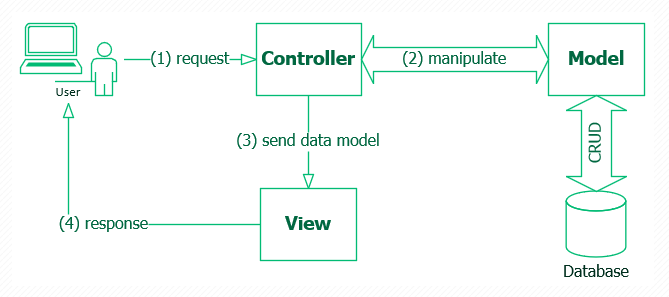 (1) request
Controller
(2) manipulate
Model
User
CRUD
(3) send data model
(4) response
View
Database